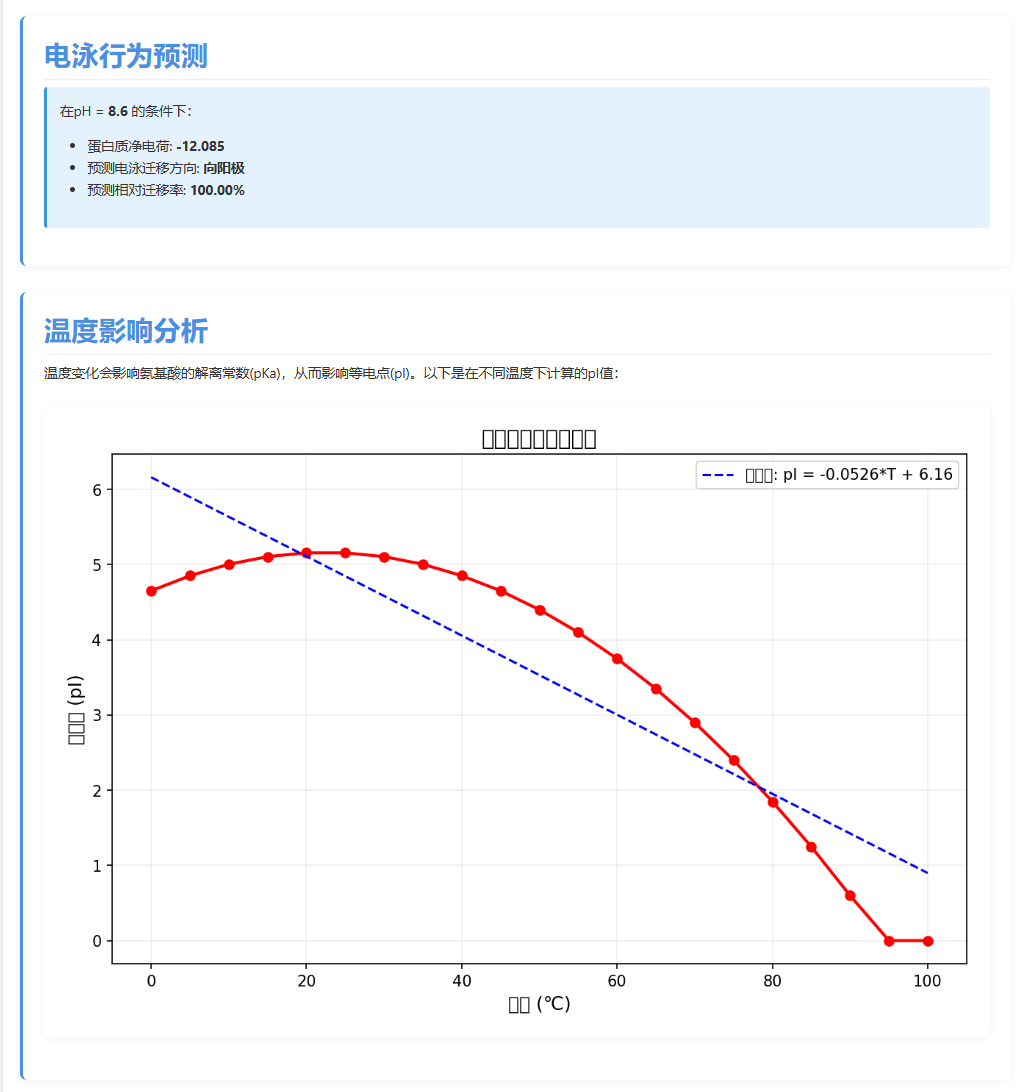 电泳行为预测
在pH = 8.6 的条件下：
蛋白质净电荷: -12.085
预测电泳迁移方向: 向阳极
预测相对迁移率: 100.00%
温度影响分析
温度变化会影响氨基酸的解离常数(pKa)，从而影响等电点(pI)。以下是在不同温度下计算的pI值：
□□□□□□□□□
□□□: pI = -0.0526*T + 6.16
□□□ (pI)
6
5
4
3
2
1
0
0 20 40 60 80 100
□□ (℃)